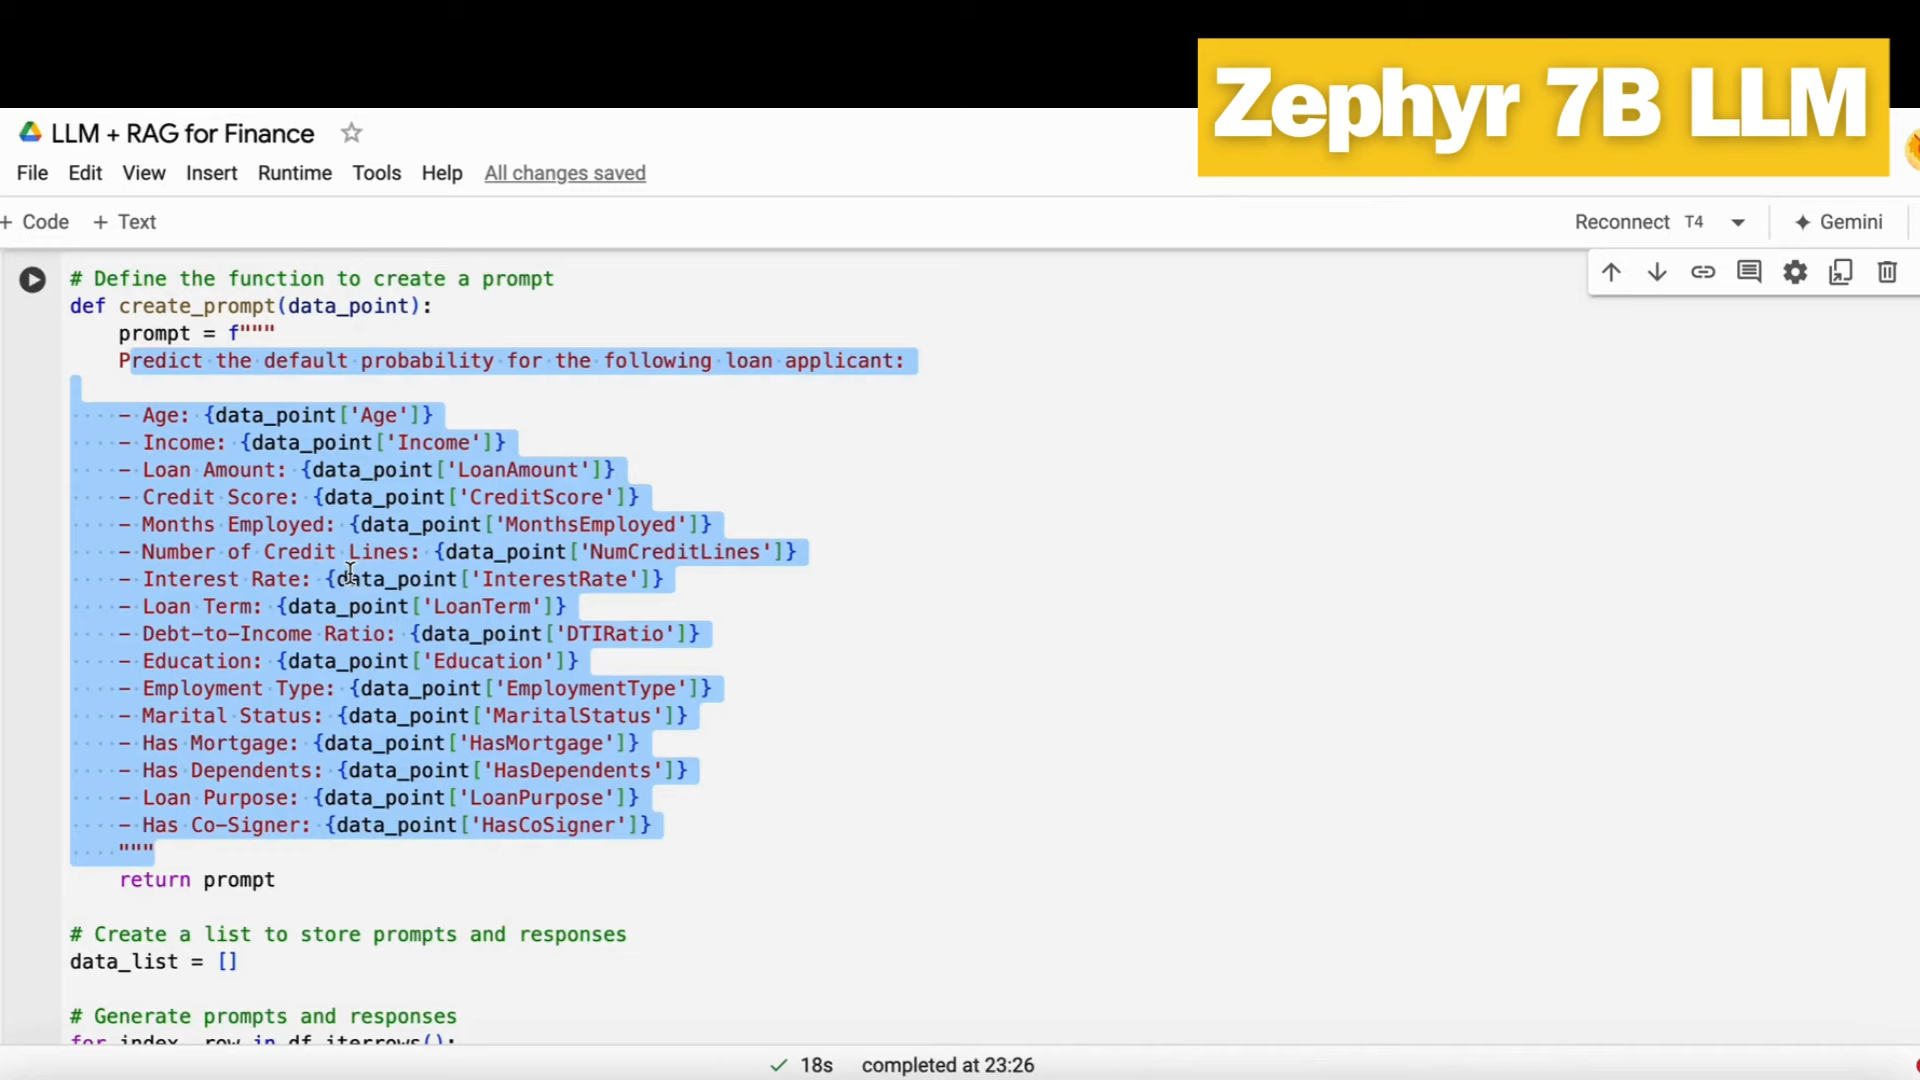 Zephyr 7B LLM
LLM + RAG for Finance
File Edit View Insert Runtime Tools Help All changes saved
+ Code + Text Reconnect T4 Gemini
# Define the function to create a prompt
def create_prompt(data_point):
prompt = f"""
Predict the default probability for the following loan applicant:
- Age: {data_point['Age']}
- Income: {data_point['Income']}
- Loan Amount: {data_point['LoanAmount']}
- Credit Score: {data_point['CreditScore']}
- Months Employed: {data_point['MonthsEmployed']}
- Number of Credit Lines: {data_point['NumCreditLines']}
- Interest Rate: {data_point['InterestRate']}
- Loan Term: {data_point['LoanTerm']}
- Debt-to-Income Ratio: {data_point['DTIRatio']}
- Education: {data_point['Education']}
- Employment Type: {data_point['EmploymentType']}
- Marital Status: {data_point['MaritalStatus']}
- Has Mortgage: {data_point['HasMortgage']}
- Has Dependents: {data_point['HasDependents']}
- Loan Purpose: {data_point['LoanPurpose']}
- Has Co-Signer: {data_point['HasCoSigner']}
"""
return prompt
# Create a list to store prompts and responses
data_list = []
# Generate prompts and responses
for index, row in df.iterrows():
18s completed at 23:26